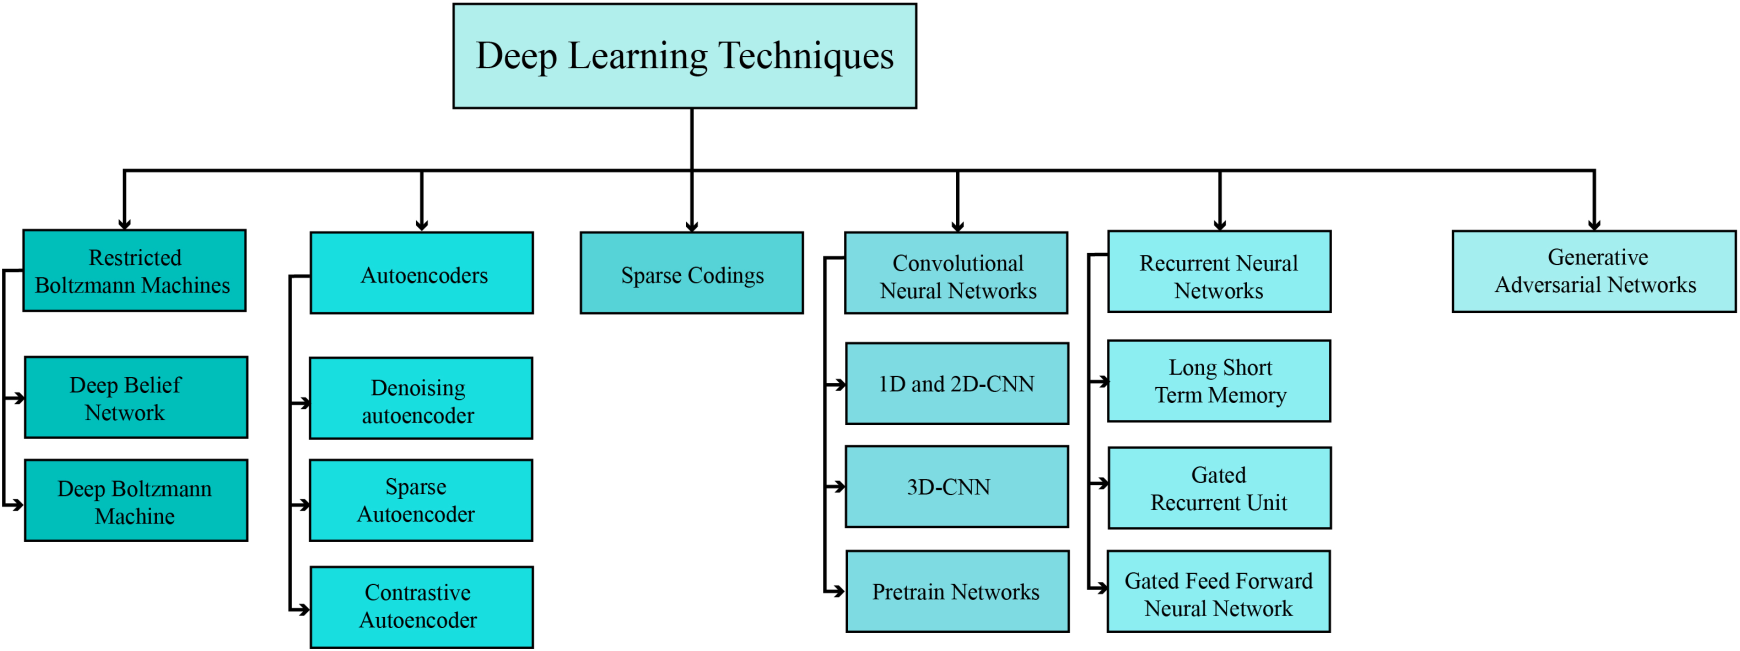 Deep Learning Techniques
Restricted
Boltzmann Machines
Deep Belief
Network
Deep Boltzmann
Machine
Autoencoders
Denoising
autoencoder
Sparse
Autoencoder
Contrastive
Autoencoder
Sparse Codings
Convolutional
Neural Networks
1D and 2D-CNN
3D-CNN
Pretrain Networks
Recurrent Neural
Networks
Long Short
Term Memory
Gated
Recurrent Unit
Gated Feed Forward
Neural Network
Generative
Adversarial Networks